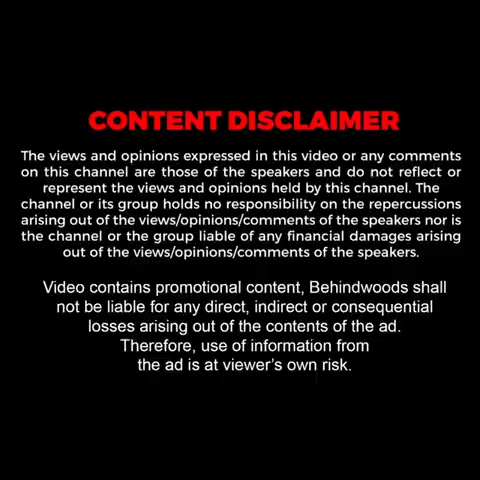 CONTENT DISCLAIMER
The views and opinions expressed in this video or any comments
on this channel are those of the speakers and do not reflect or
represent the views and opinions held by this channel. The
channel or its group holds no responsibility on the repercussions
arising out of the views/opinions/comments of the speakers nor is
the channel or the group liable of any financial damages arising
out of the views/opinions/comments of the speakers.
Video contains promotional content, Behindwoods shall
not be liable for any direct, indirect or consequential
losses arising out of the contents of the ad.
Therefore, use of information from
the ad is at viewer's own risk.